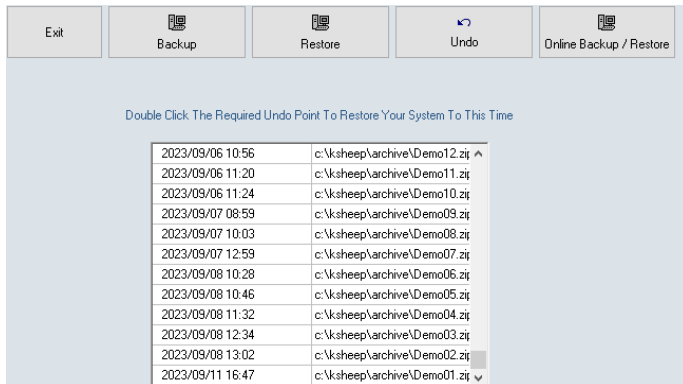 Exit
Backup
Restore
Undo
Online Backup / Restore
Double Click The Required Undo Point To Restore Your System To This Time
2023/09/06 10:56 c:\ksheep\archive\Demo12.zip
2023/09/06 11:20 c:\ksheep\archive\Demo11.zip
2023/09/06 11:24 c:\ksheep\archive\Demo10.zip
2023/09/07 08:59 c:\ksheep\archive\Demo09.zip
2023/09/07 10:03 c:\ksheep\archive\Demo08.zip
2023/09/07 12:59 c:\ksheep\archive\Demo07.zip
2023/09/08 10:28 c:\ksheep\archive\Demo06.zip
2023/09/08 10:46 c:\ksheep\archive\Demo05.zip
2023/09/08 11:32 c:\ksheep\archive\Demo04.zip
2023/09/08 12:34 c:\ksheep\archive\Demo03.zip
2023/09/08 13:02 c:\ksheep\archive\Demo02.zip
2023/09/11 16:47 c:\ksheep\archive\Demo01.zip